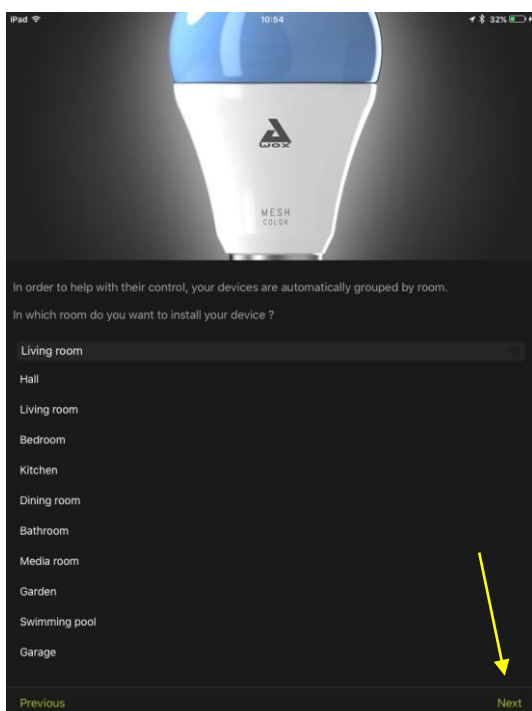 iPad 10:54 32%
AWOX
MESH
COLOR
In order to help with their control, your devices are automatically grouped by room.
In which room do you want to install your device ?
Living room
Hall
Living room
Bedroom
Kitchen
Dining room
Bathroom
Media room
Garden
Swimming pool
Garage
Previous Next